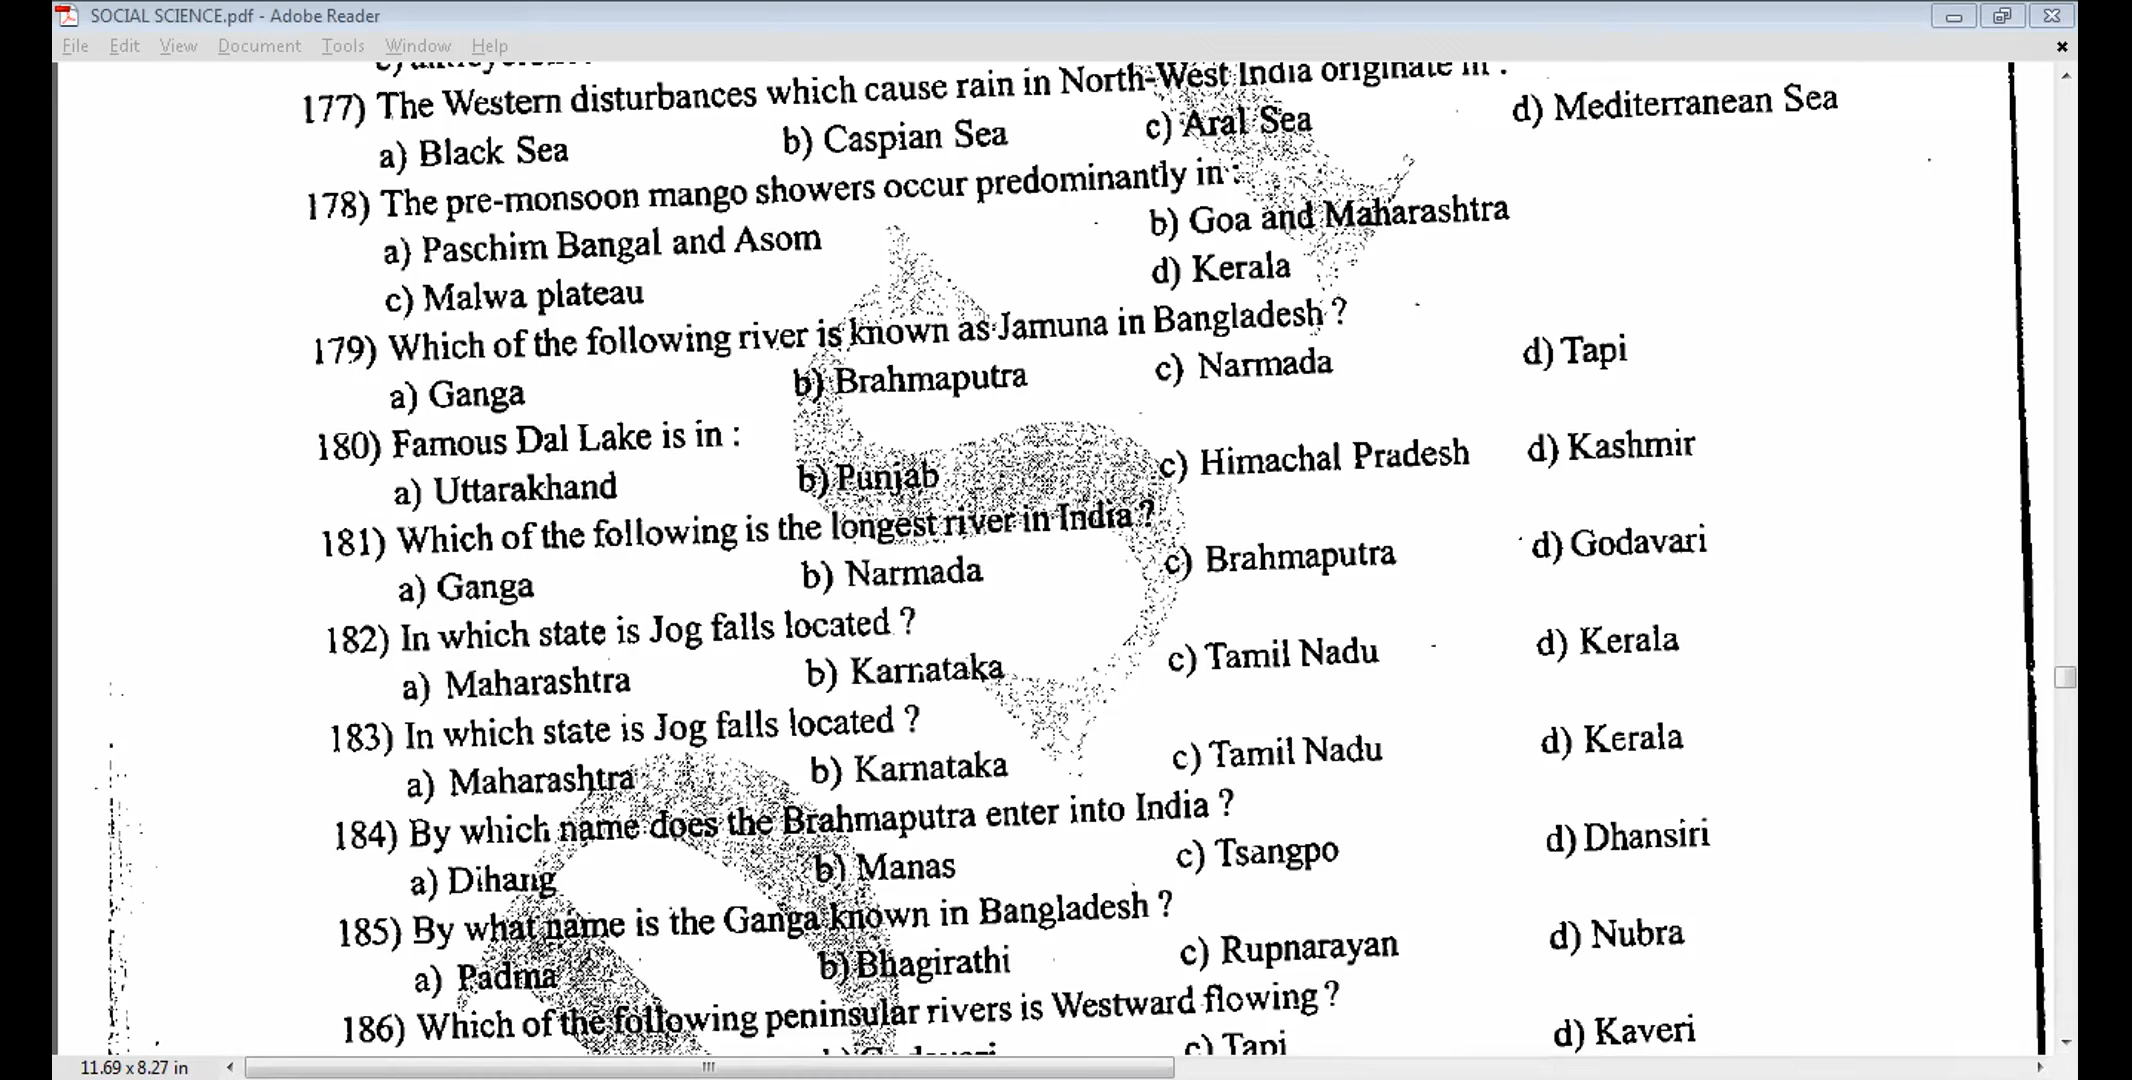 SOCIAL SCIENCE.pdf - Adobe Reader
File Edit View Document Tools Window Help
177) The Western disturbances which cause rain in North-West India originate in :
a) Black Sea b) Caspian Sea c) Aral Sea d) Mediterranean Sea
178) The pre-monsoon mango showers occur predominantly in :
a) Paschim Bangal and Asom b) Goa and Maharashtra
c) Malwa plateau d) Kerala
179) Which of the following river is known as Jamuna in Bangladesh ?
a) Ganga b) Brahmaputra c) Narmada d) Tapi
180) Famous Dal Lake is in :
a) Uttarakhand b) Punjab c) Himachal Pradesh d) Kashmir
181) Which of the following is the longest river in India ?
a) Ganga b) Narmada c) Brahmaputra d) Godavari
182) In which state is Jog falls located ?
a) Maharashtra b) Karnataka c) Tamil Nadu d) Kerala
183) In which state is Jog falls located ?
a) Maharashtra b) Karnataka c) Tamil Nadu d) Kerala
184) By which name does the Brahmaputra enter into India ?
a) Dihang b) Manas c) Tsangpo d) Dhansiri
185) By what name is the Ganga known in Bangladesh ?
a) Padma b) Bhagirathi c) Rupnarayan d) Nubra
186) Which of the following peninsular rivers is Westward flowing ?
c) Tapi d) Kaveri
11.69 x 8.27 in